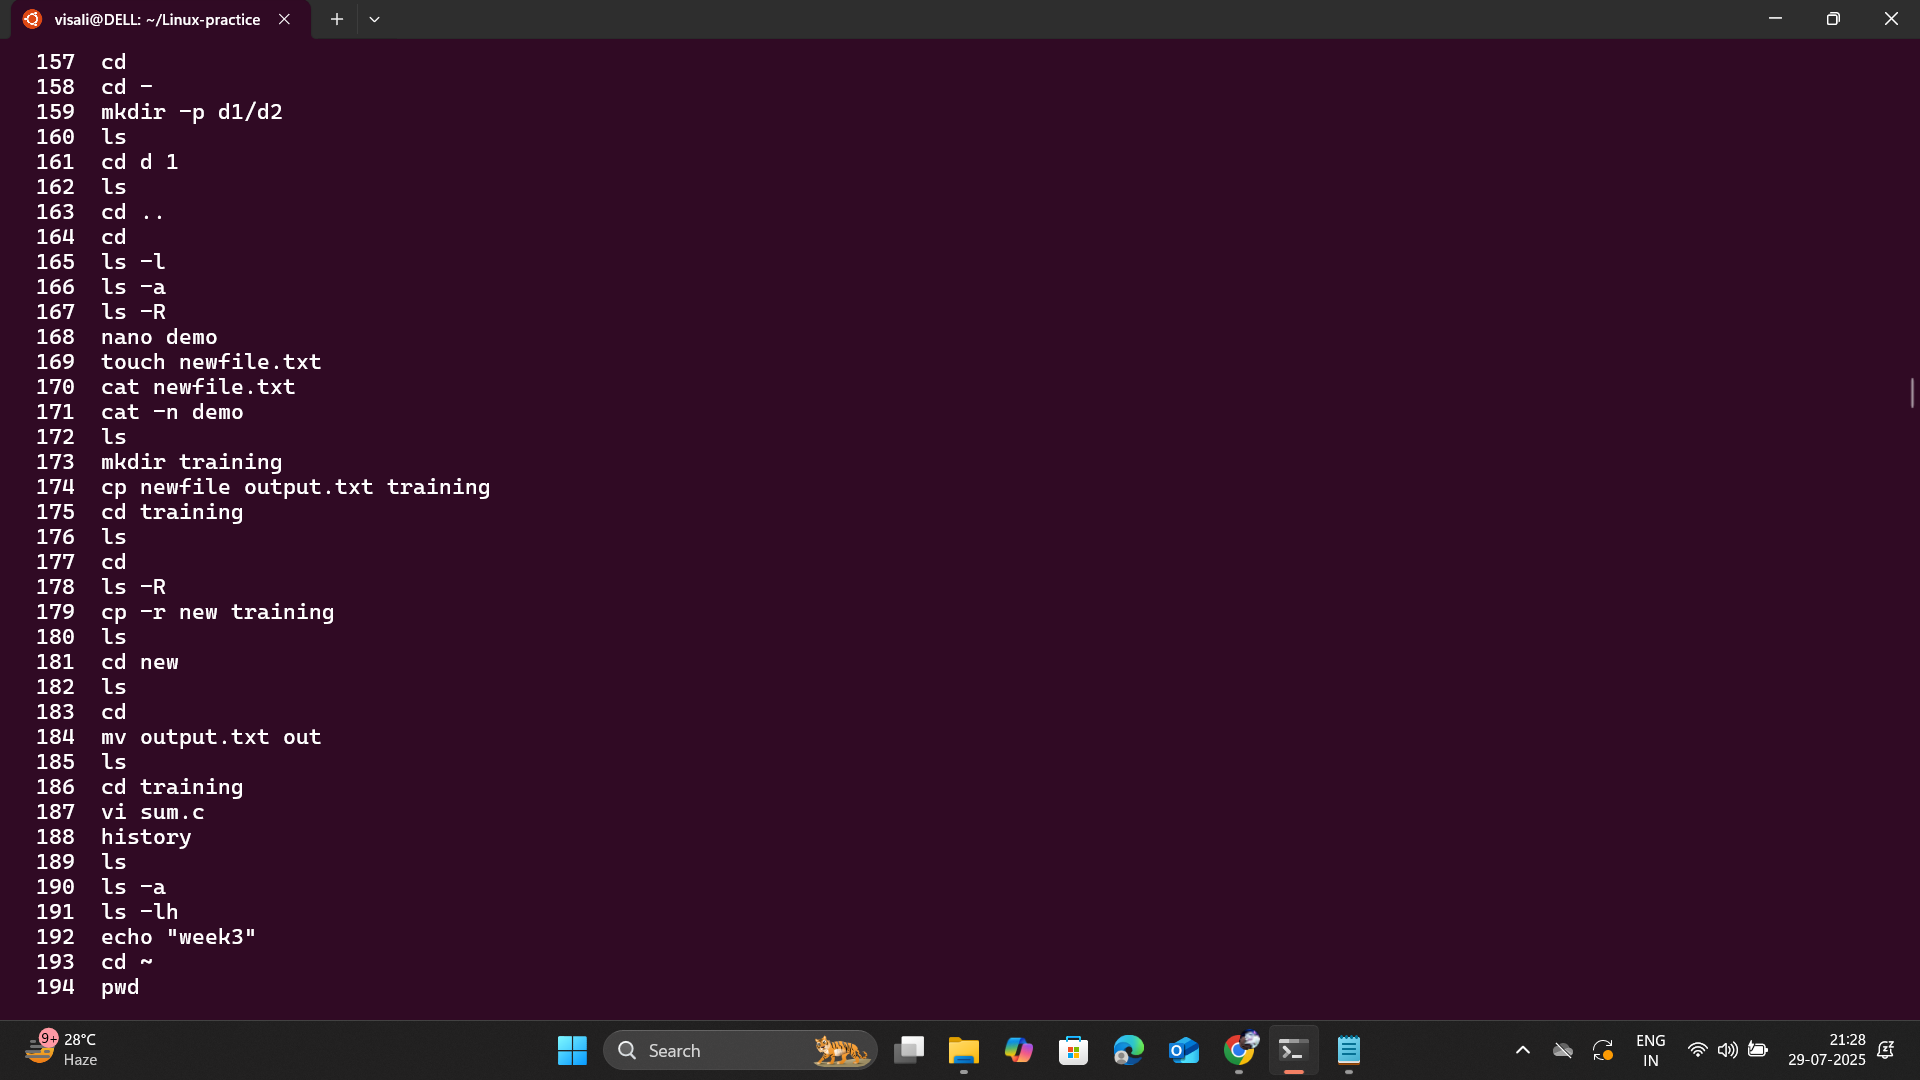 visali@DELL: ~/Linux-practice
157 cd
158 cd -
159 mkdir -p d1/d2
160 ls
161 cd d 1
162 ls
163 cd ..
164 cd
165 ls -l
166 ls -a
167 ls -R
168 nano demo
169 touch newfile.txt
170 cat newfile.txt
171 cat -n demo
172 ls
173 mkdir training
174 cp newfile output.txt training
175 cd training
176 ls
177 cd
178 ls -R
179 cp -r new training
180 ls
181 cd new
182 ls
183 cd
184 mv output.txt out
185 ls
186 cd training
187 vi sum.c
188 history
189 ls
190 ls -a
191 ls -lh
192 echo "week3"
193 cd ~
194 pwd
9+ 28°C
Haze
Search
ENG
IN
21:28
29-07-2025